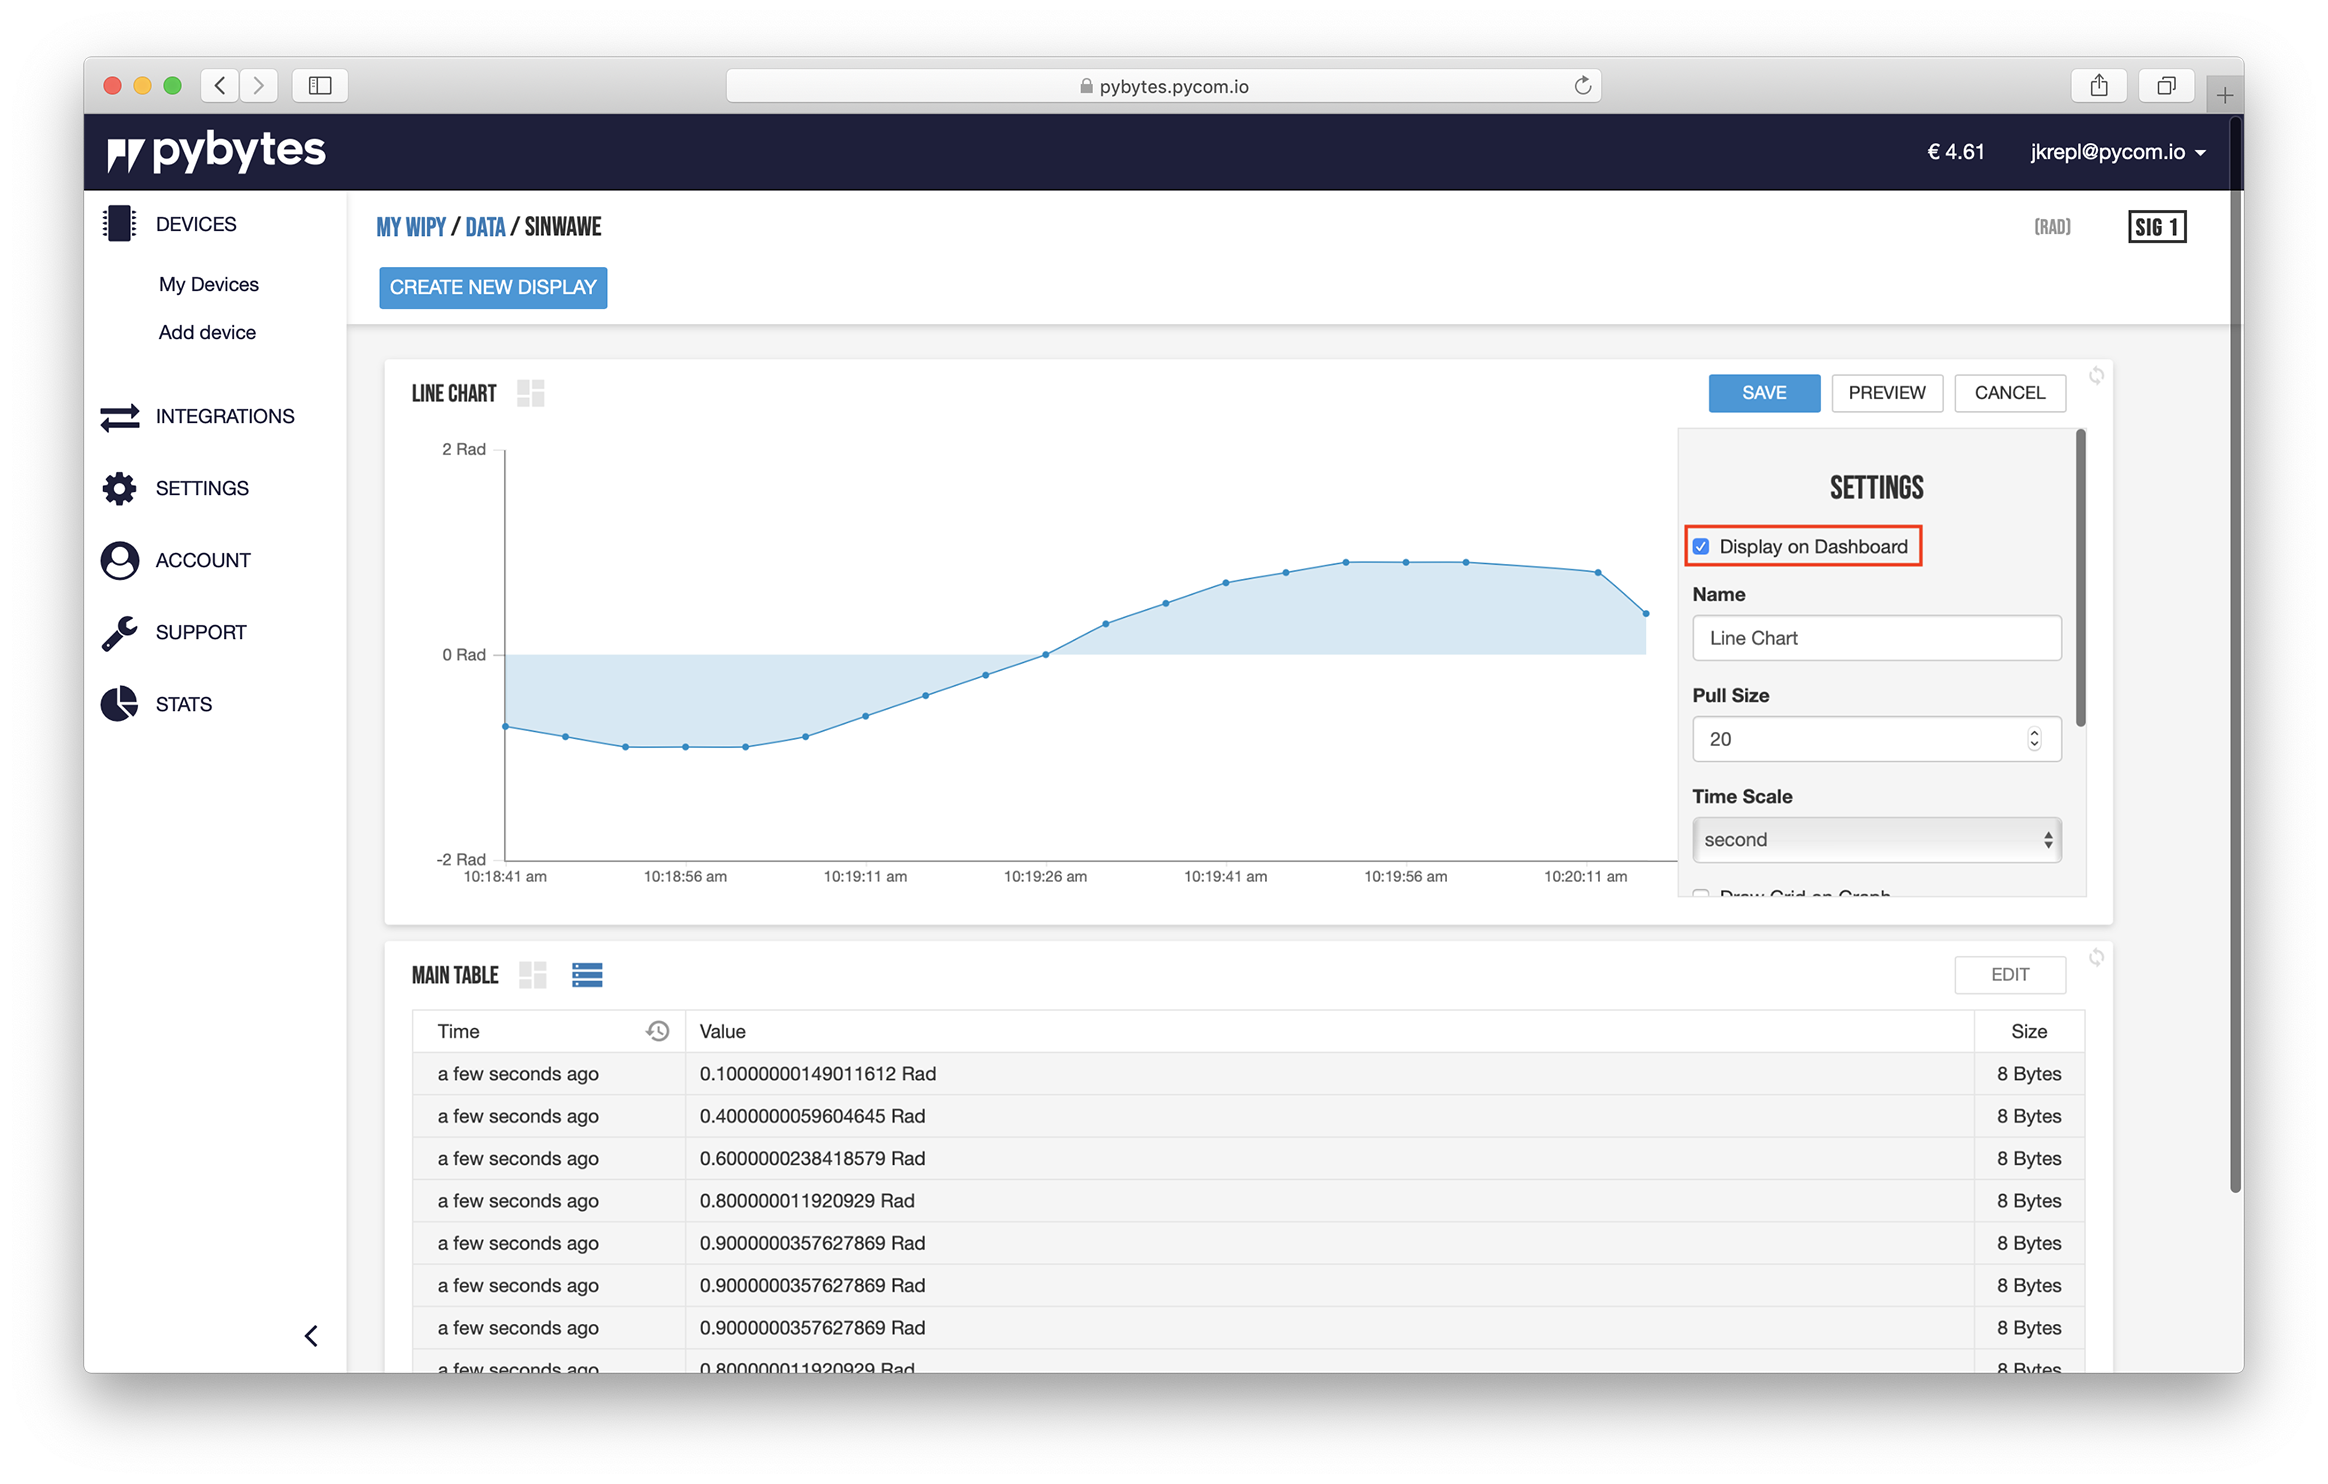 pybytes.pycom.io
pybytes
€ 4.61
jkrepl@pycom.io
DEVICES
My Devices
Add device
INTEGRATIONS
SETTINGS
ACCOUNT
SUPPORT
STATS
MY WIPY / DATA / SINWAWE
(RAD)
SIG 1
CREATE NEW DISPLAY
LINE CHART
SAVE
PREVIEW
CANCEL
2 Rad
0 Rad
-2 Rad
10:18:41 am
10:18:56 am
10:19:11 am
10:19:26 am
10:19:41 am
10:19:56 am
10:20:11 am
SETTINGS
Display on Dashboard
Name
Line Chart
Pull Size
20
Time Scale
second
Draw Grid on Graph
MAIN TABLE
EDIT
Time Value Size
a few seconds ago 0.10000000149011612 Rad 8 Bytes
a few seconds ago 0.4000000059604645 Rad 8 Bytes
a few seconds ago 0.6000000238418579 Rad 8 Bytes
a few seconds ago 0.800000011920929 Rad 8 Bytes
a few seconds ago 0.9000000357627869 Rad 8 Bytes
a few seconds ago 0.9000000357627869 Rad 8 Bytes
a few seconds ago 0.9000000357627869 Rad 8 Bytes
a few seconds ago 0.800000011920929 Rad 8 Bytes